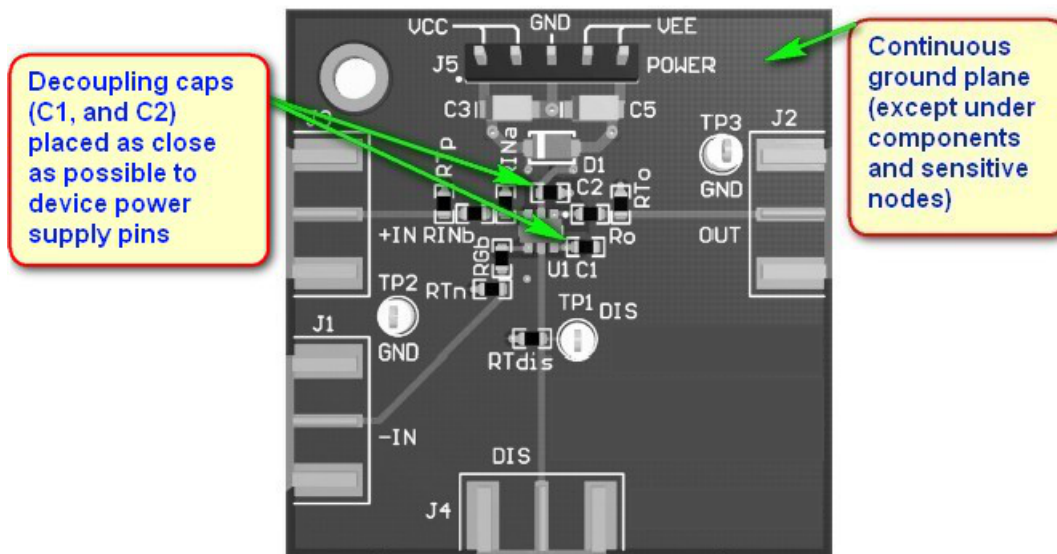 VCC
GND
VEE
J5
POWER
C3
C5
Decoupling caps
(C1, and C2)
placed as close
as possible to
device power
supply pins
Continuous
ground plane
(except under
components
and sensitive
nodes)
TP3
J2
GND
D1
C2
RTo
+IN
RINb
Ro
OUT
RGb
U1
C1
TP2
RTn
TP1
DIS
GND
J1
RTdis
-IN
DIS
J4